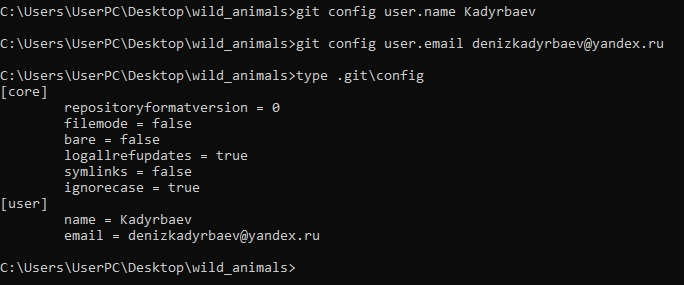 C:\Users\UserPC\Desktop\wild_animals>git config user.name Kadyrbaev
C:\Users\UserPC\Desktop\wild_animals>git config user.email denizkadyrbaev@yandex.ru
C:\Users\UserPC\Desktop\wild_animals>type .git\config
[core]
        repositoryformatversion = 0
        filemode = false
        bare = false
        logallrefupdates = true
        symlinks = false
        ignorecase = true
[user]
        name = Kadyrbaev
        email = denizkadyrbaev@yandex.ru
C:\Users\UserPC\Desktop\wild_animals>